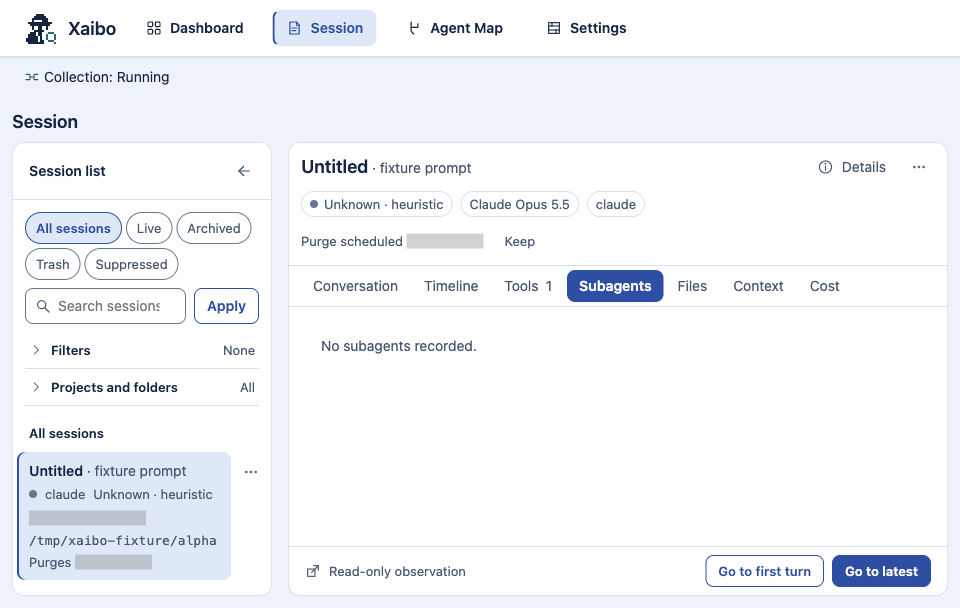 Xaibo
Dashboard
Session
Agent Map
Settings
Collection: Running
Session
Session list
All sessions
Live
Archived
Trash
Suppressed
Search sessions
Apply
Filters
None
Projects and folders
All
All sessions
Untitled · fixture prompt
claude Unknown · heuristic
/tmp/xaibo-fixture/alpha
Purges
Untitled · fixture prompt
Details
Unknown · heuristic
Claude Opus 5.5
claude
Purge scheduled
Keep
Conversation
Timeline
Tools 1
Subagents
Files
Context
Cost
No subagents recorded.
Read-only observation
Go to first turn
Go to latest